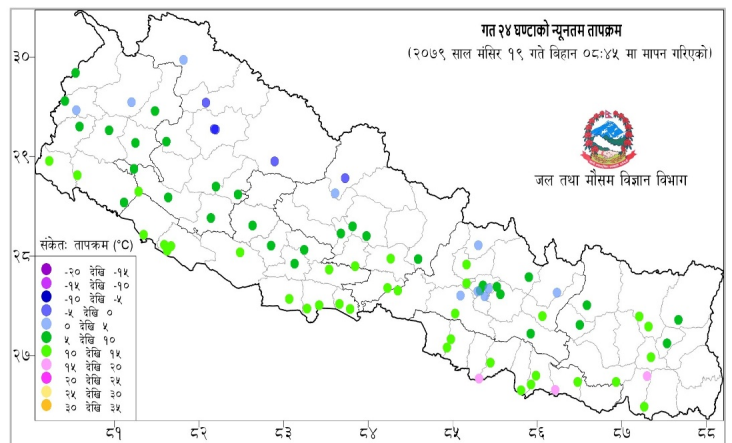 गत २४ घण्टाको न्यूनतम तापक्रम
(२०७९ साल मंसिर १९ गते बिहान ०८:४५ मा मापन गरिएको)
जल तथा मौसम विज्ञान विभाग
३०
२९
२८
२७
संकेतः तापक्रम (°C)
-२० देखि -१५
-१५ देखि -१०
-१० देखि -५
-५ देखि ०
० देखि ५
५ देखि १०
१० देखि १५
१५ देखि २०
२० देखि २५
२५ देखि ३०
३० देखि ३५
८१ ८२ ८३ ८४ ८५ ८६ ८७ ८८